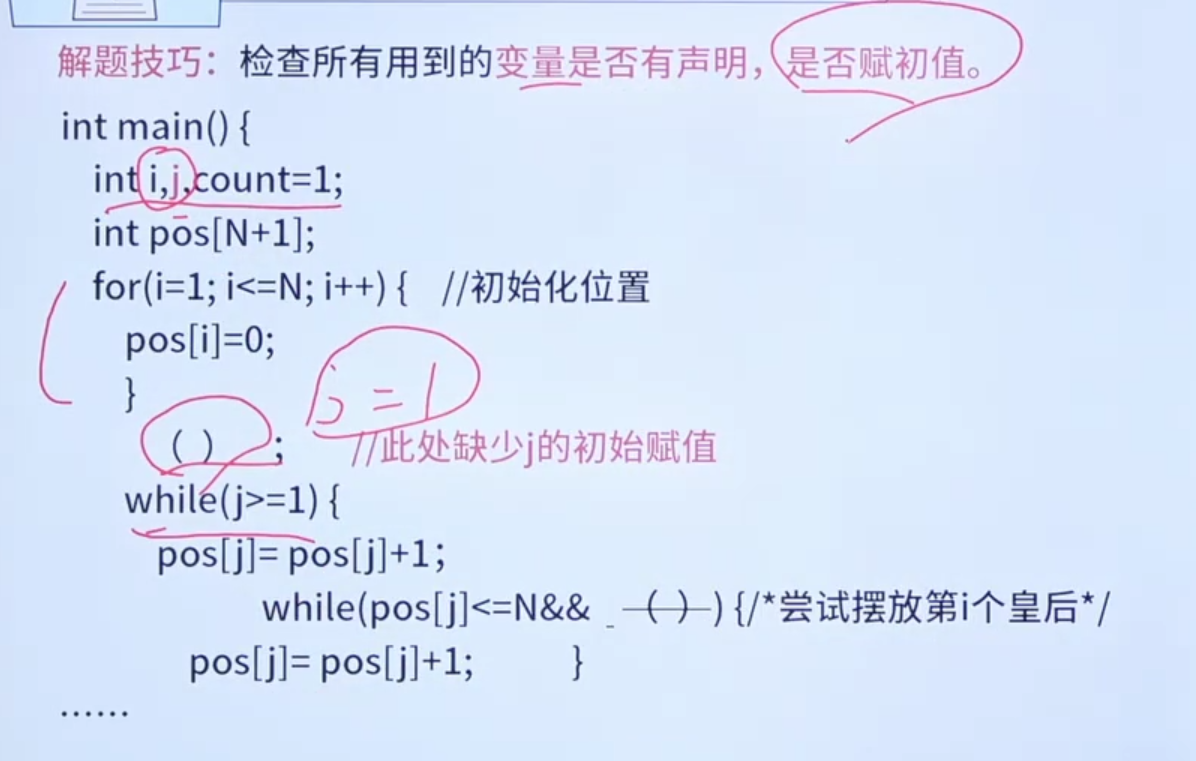 解题技巧：检查所有用到的变量是否有声明，是否赋初值。
int main() {
int i,j,count=1;
int pos[N+1];
for(i=1; i<=N; i++) { //初始化位置
pos[i]=0;
}
j=1
( ) ; //此处缺少j的初始赋值
while(j>=1) {
pos[j]= pos[j]+1;
while(pos[j]<=N&& _ —( )—) {/*尝试摆放第i个皇后*/
pos[j]= pos[j]+1; }
······